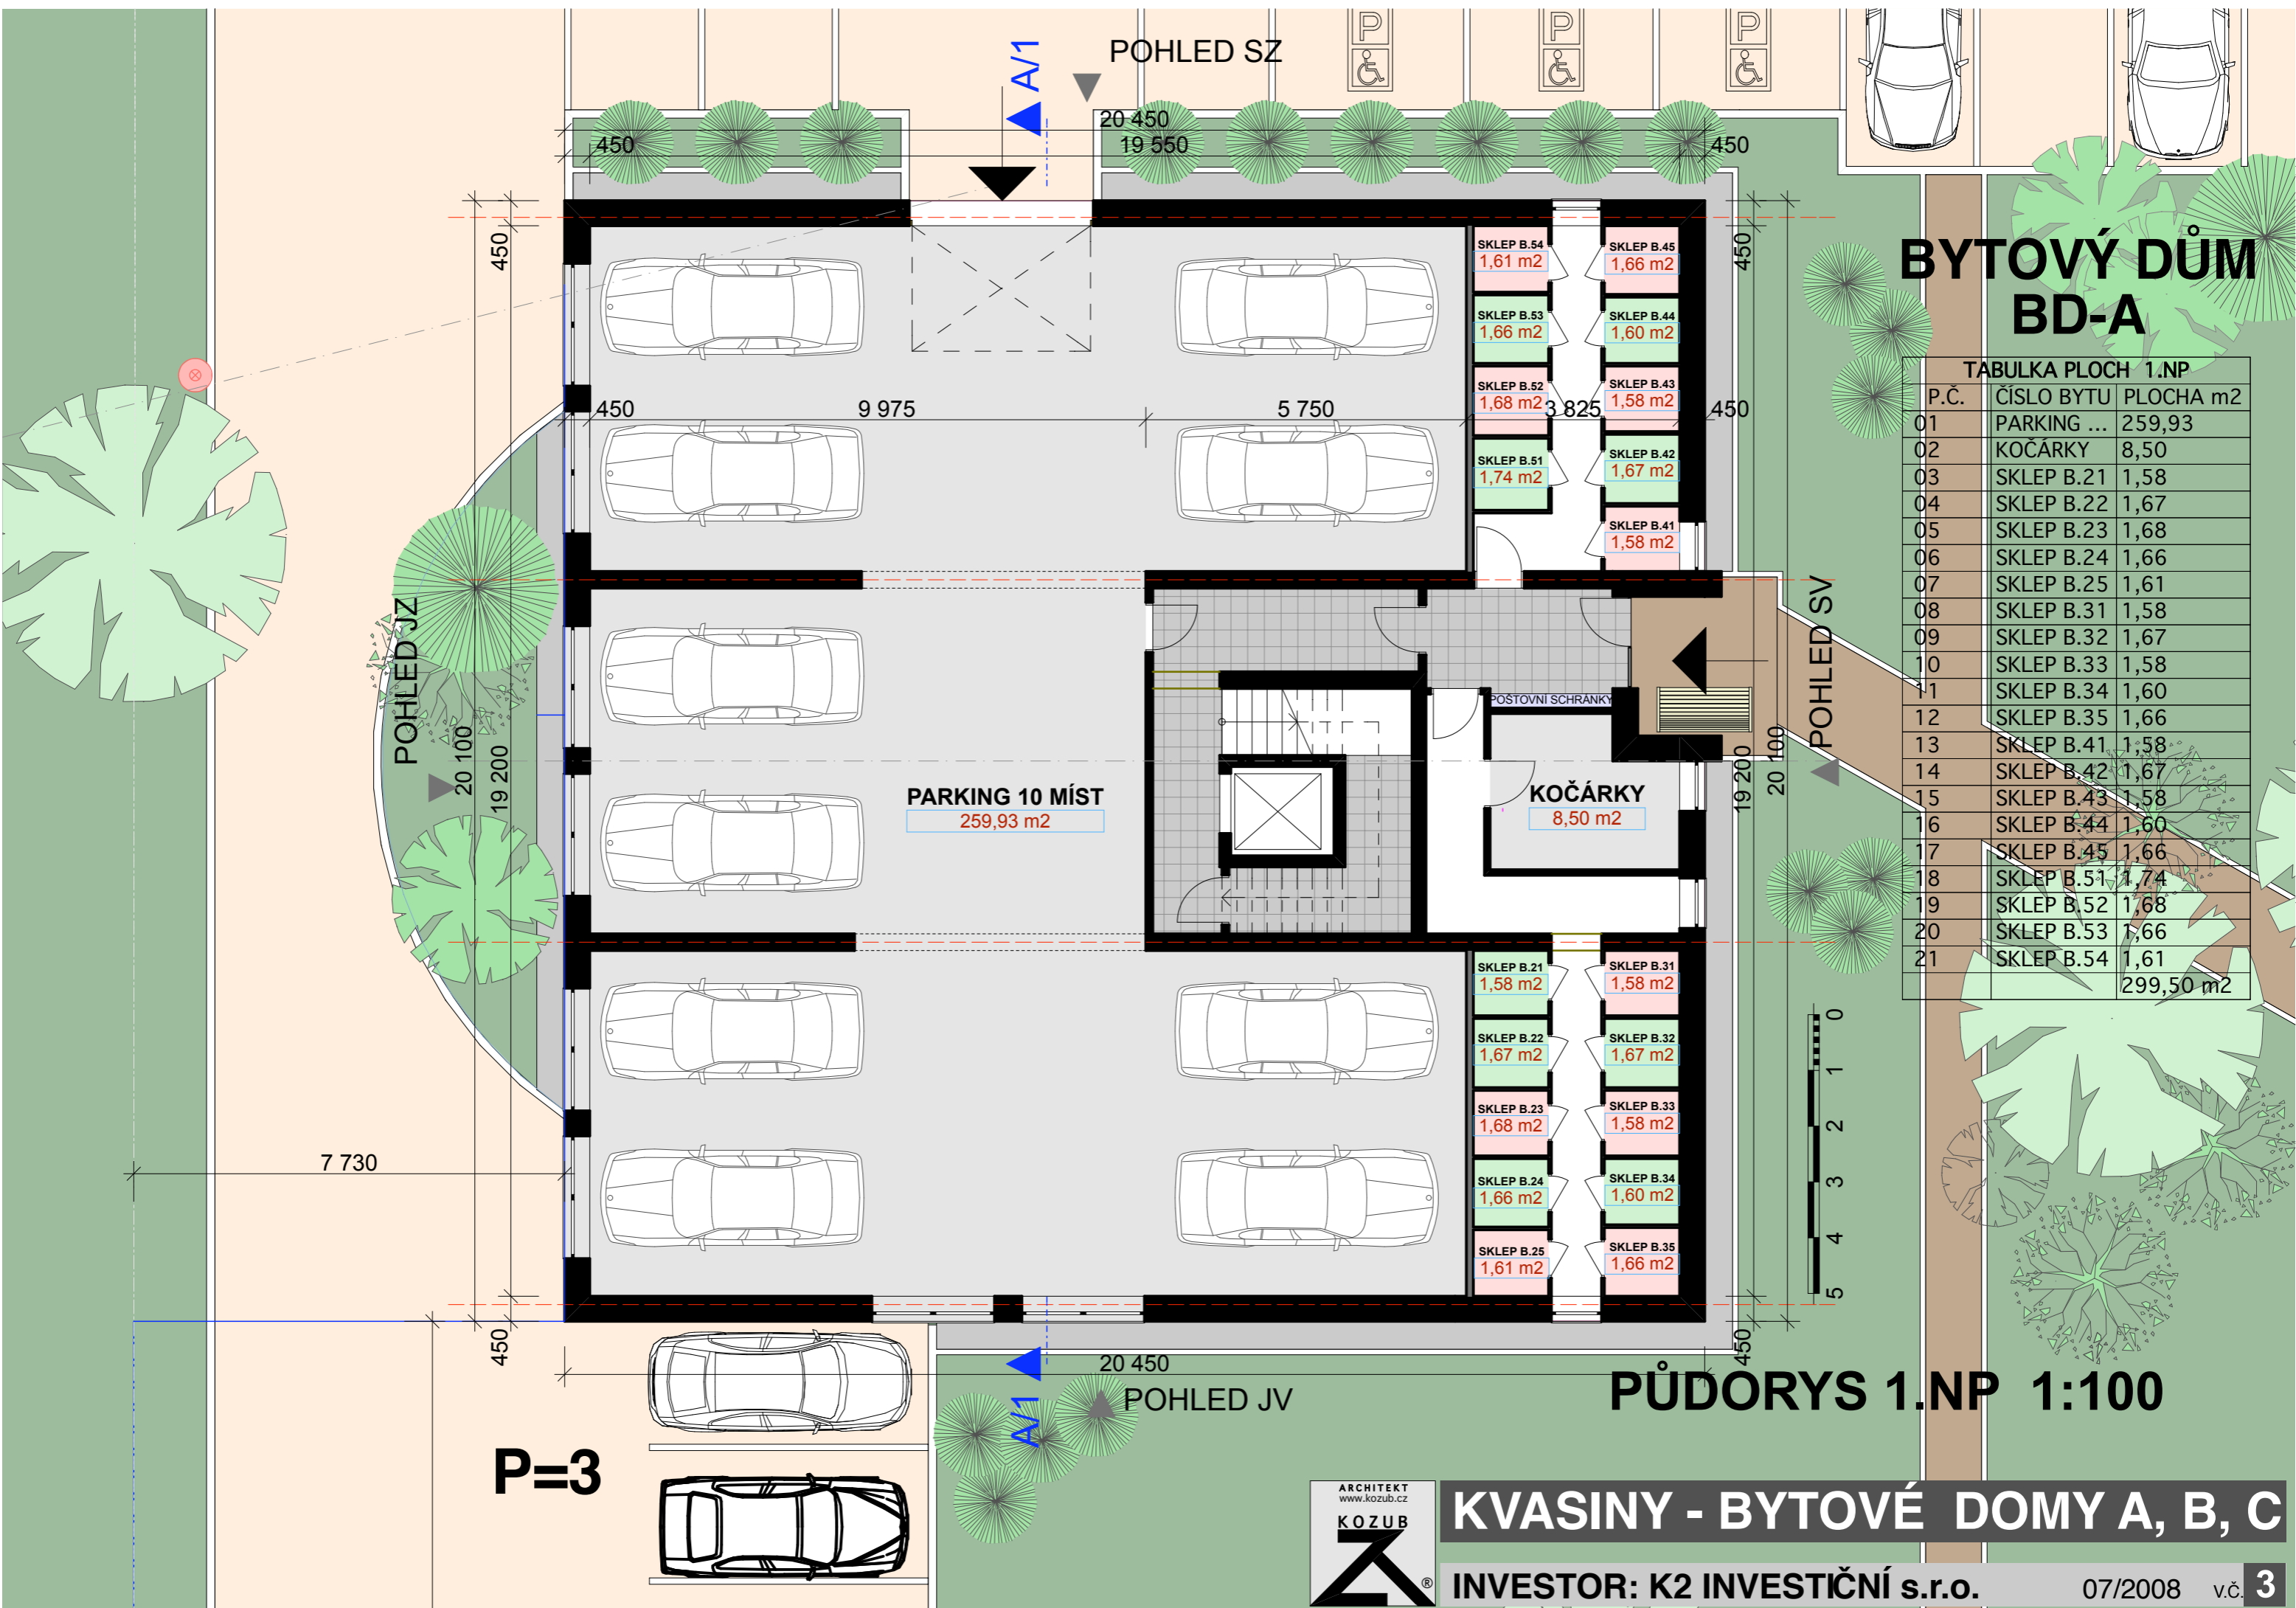 POHLED SZ
A/1
P
P
P
20 450
450
19 550
450
450
450
BYTOVÝ DŮM
BD-A
SKLEP B.54
1,61 m2
SKLEP B.45
1,66 m2
SKLEP B.53
1,66 m2
SKLEP B.44
1,60 m2
SKLEP B.52
1,68 m2
SKLEP B.43
1,58 m2
450
9 975
5 750
3 825
450
SKLEP B.51
1,74 m2
SKLEP B.42
1,67 m2
SKLEP B.41
1,58 m2
TABULKA PLOCH 1.NP
P.Č. ČÍSLO BYTU PLOCHA m2
01 PARKING ... 259,93
02 KOČÁRKY 8,50
03 SKLEP B.21 1,58
04 SKLEP B.22 1,67
05 SKLEP B.23 1,68
06 SKLEP B.24 1,66
07 SKLEP B.25 1,61
08 SKLEP B.31 1,58
09 SKLEP B.32 1,67
10 SKLEP B.33 1,58
11 SKLEP B.34 1,60
12 SKLEP B.35 1,66
13 SKLEP B.41 1,58
14 SKLEP B.42 1,67
15 SKLEP B.43 1,58
16 SKLEP B.44 1,60
17 SKLEP B.45 1,66
18 SKLEP B.51 1,74
19 SKLEP B.52 1,68
20 SKLEP B.53 1,66
21 SKLEP B.54 1,61
299,50 m2
POHLED JZ
20 100
19 200
POHLED SV
19 200
20 100
POŠTOVNÍ SCHRÁNKY
PARKING 10 MÍST
259,93 m2
KOČÁRKY
8,50 m2
SKLEP B.21
1,58 m2
SKLEP B.31
1,58 m2
SKLEP B.22
1,67 m2
SKLEP B.32
1,67 m2
SKLEP B.23
1,68 m2
SKLEP B.33
1,58 m2
SKLEP B.24
1,66 m2
SKLEP B.34
1,60 m2
SKLEP B.25
1,61 m2
SKLEP B.35
1,66 m2
0
1
2
3
4
5
7 730
450
450
20 450
A/1
POHLED JV
PŮDORYS 1.NP 1:100
P=3
ARCHITEKT
www.kozub.cz
KOZUB
®
KVASINY - BYTOVÉ DOMY A, B, C
INVESTOR: K2 INVESTIČNÍ s.r.o. 07/2008 V.Č. 3